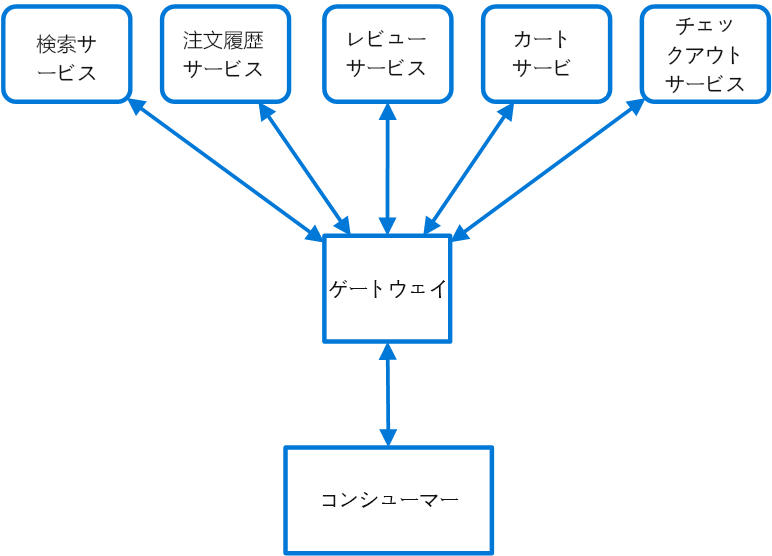 検索サ
ービス
注文履歴
サービス
レビュー
サービス
カート
サービ
チェッ
クアウト
サービス
ゲートウェイ
コンシューマー